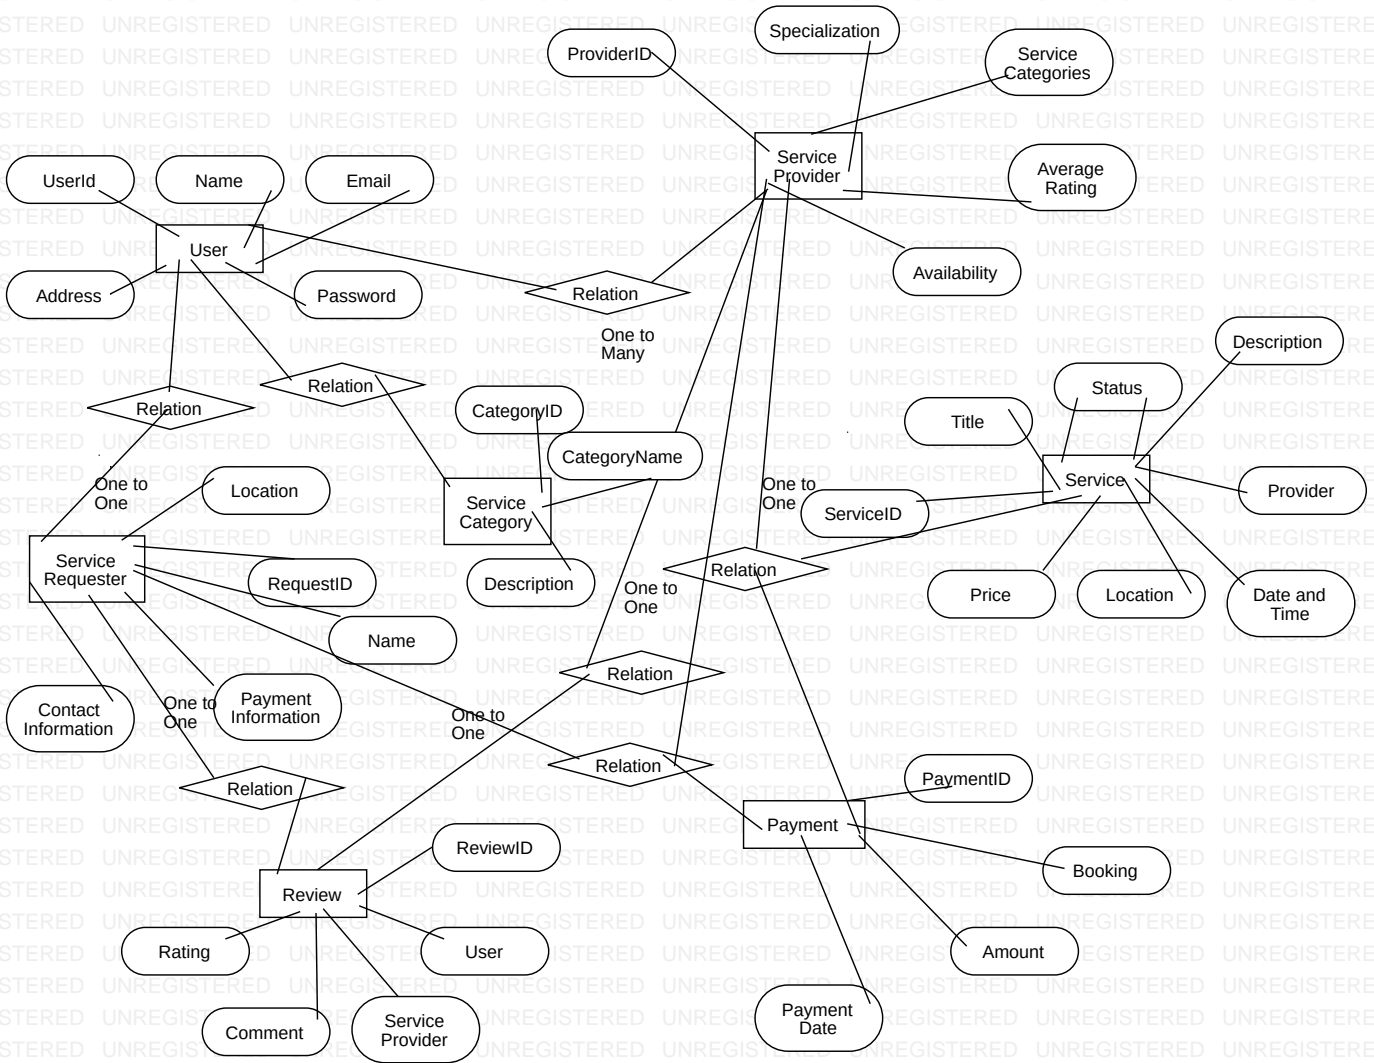 Specialization
ProviderID
Service
Categories
Service
Provider
Average
Rating
UserId
Name
Email
User
Availability
Address
Password
Relation
One to
Many
Description
Relation
Status
Relation
CategoryID
Title
CategoryName
Service
Provider
Location
One to
One
Service
Category
One to
One
ServiceID
Service
Requester
RequestID
Description
Relation
One to
One
Price
Location
Date and
Time
Name
Relation
Contact
Information
One to
One
Payment
Information
One to
One
Relation
Relation
PaymentID
Payment
ReviewID
Booking
Review
Rating
User
Amount
Comment
Service
Provider
Payment
Date
UNREGISTERED